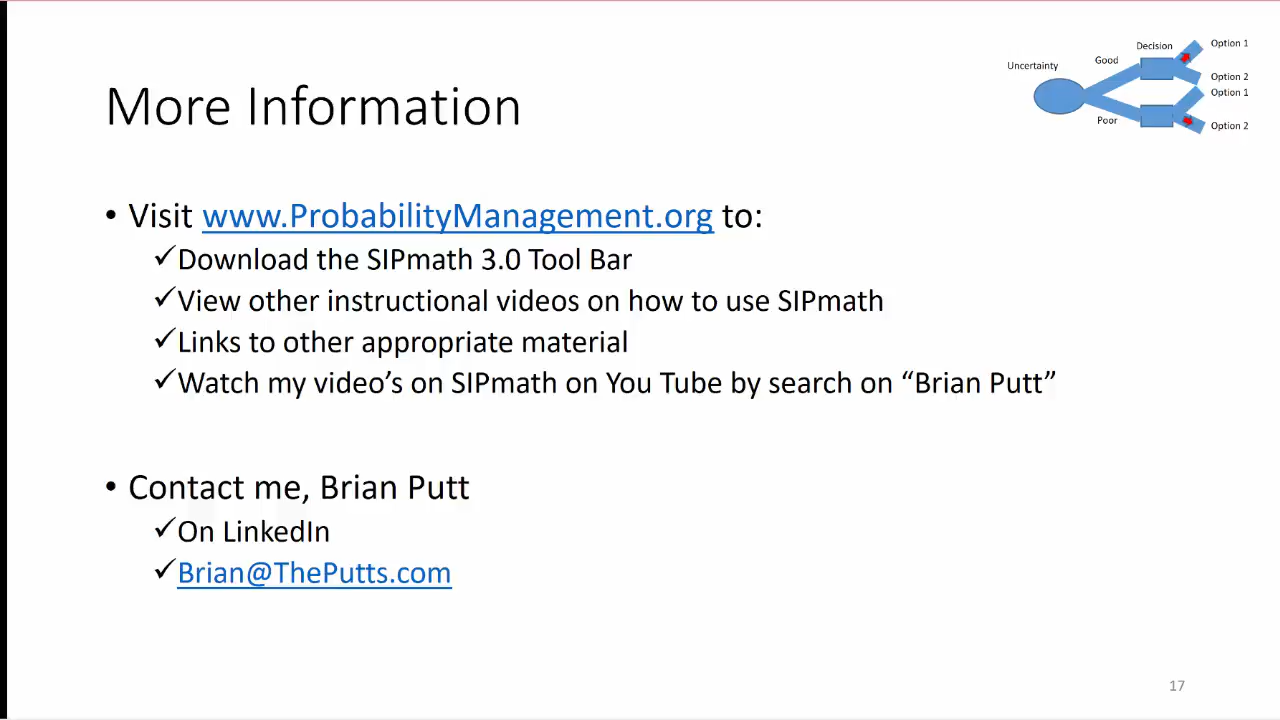 More Information
Uncertainty
Good
Poor
Decision
Option 1
Option 2
Option 1
Option 2
• Visit www.ProbabilityManagement.org to:
✓Download the SIPmath 3.0 Tool Bar
✓View other instructional videos on how to use SIPmath
✓Links to other appropriate material
✓Watch my video’s on SIPmath on You Tube by search on “Brian Putt”
• Contact me, Brian Putt
✓On LinkedIn
✓Brian@ThePutts.com
17